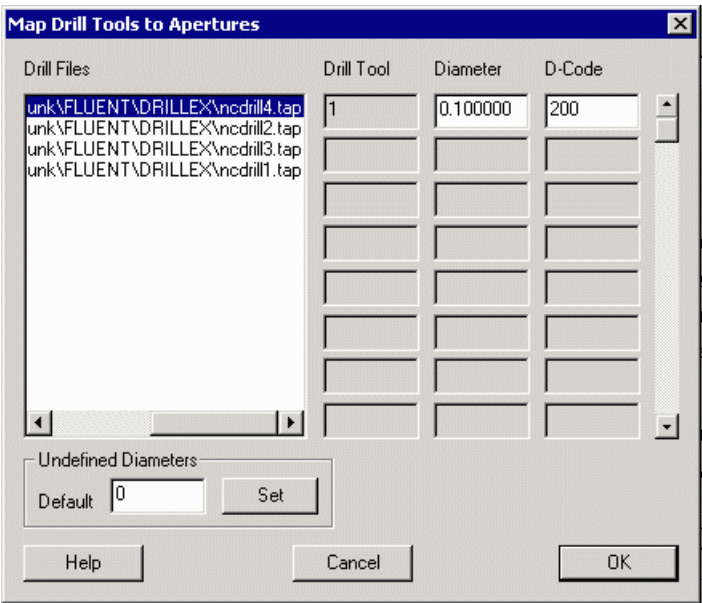 Map Drill Tools to Apertures
Drill Files Drill Tool Diameter D-Code
unk\FLUENT\DRILLEX\ncdrill4.tap 1 0.100000 200
unk\FLUENT\DRILLEX\ncdrill2.tap
unk\FLUENT\DRILLEX\ncdrill3.tap
unk\FLUENT\DRILLEX\ncdrill1.tap
Undefined Diameters
Default 0 Set
Help Cancel OK